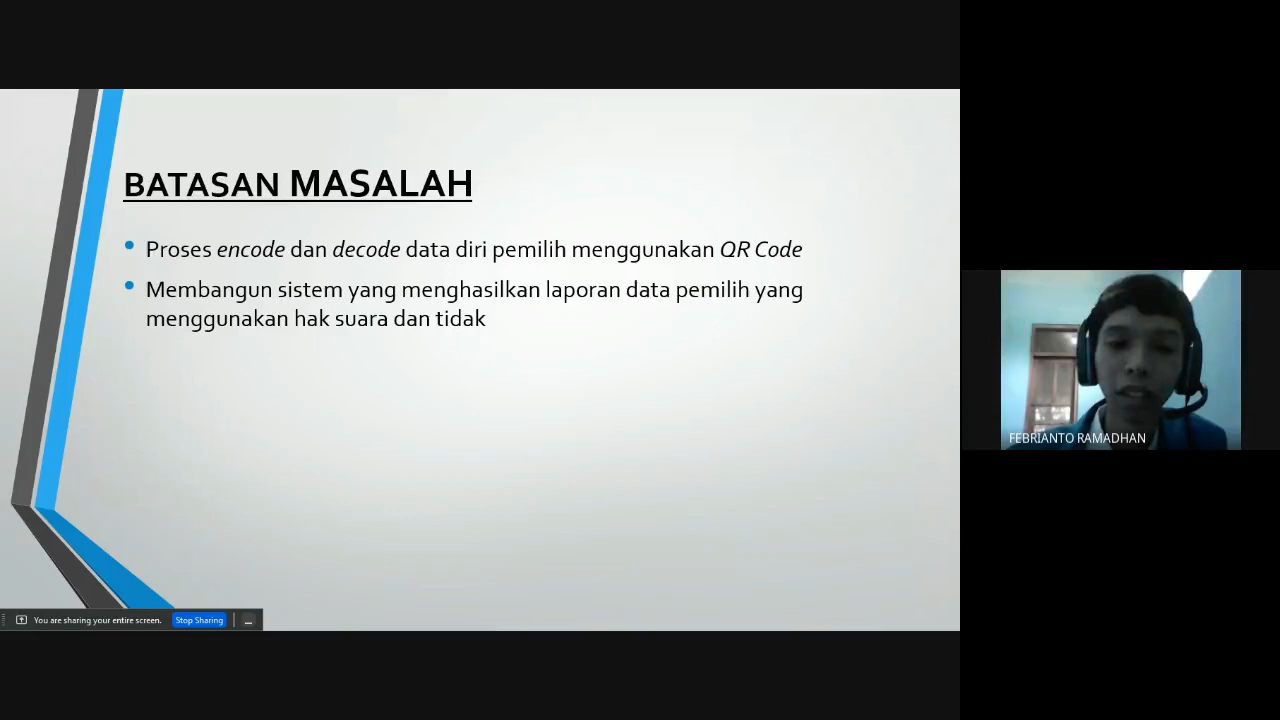 BATASAN MASALAH
Proses encode dan decode data diri pemilih menggunakan QR Code
Membangun sistem yang menghasilkan laporan data pemilih yang
menggunakan hak suara dan tidak
You are sharing your entire screen. Stop Sharing
FEBRIANTO RAMADHAN